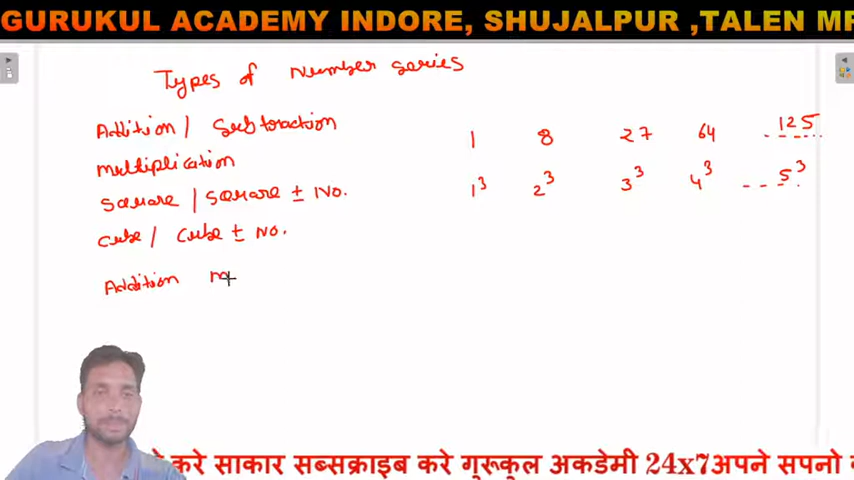 GURUKUL ACADEMY INDORE, SHUJALPUR ,TALEN MP
Types of Number series
Addition / Subtraction
multiplication
square / square ± No.
cube / cube ± No.
Addition m
1 8 27 64 125
1³ 2³ 3³ 4³ 5³
करे साकार सब्सक्राइब करे गूरूकुल अकडेमी 24x7अपने सपनो